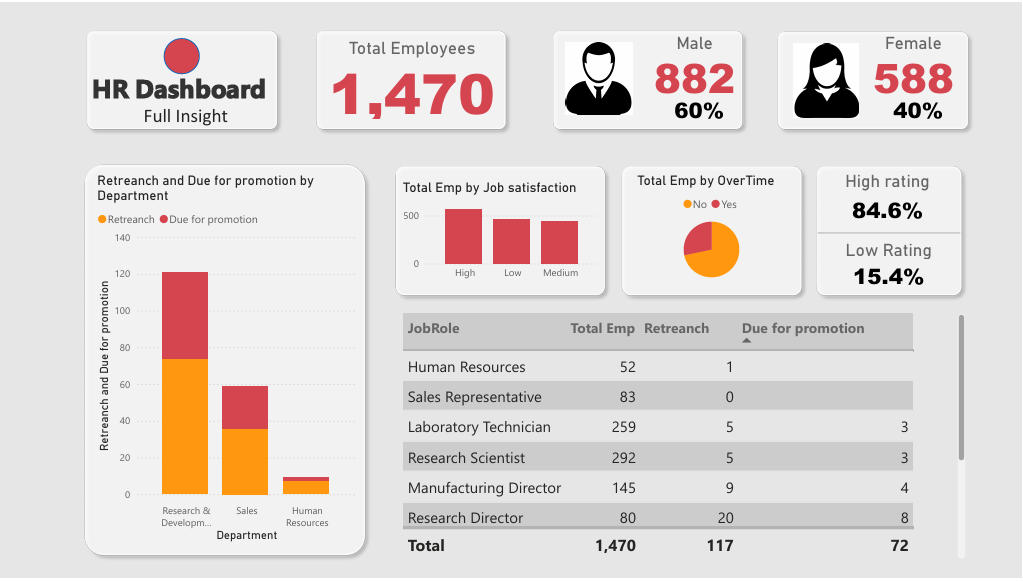 HR Dashboard
Full Insight
Total Employees
1,470
Male
882
60%
Female
588
40%
Retreanch and Due for promotion by
Department
Retreanch Due for promotion
140
120
100
80
60
40
20
0
Retreanch and Due for promotion
Research &
Developm...
Sales
Human
Resources
Department
Total Emp by Job satisfaction
500
0
High Low Medium
Total Emp by OverTime
No Yes
High rating
84.6%
Low Rating
15.4%
JobRole Total Emp Retreanch Due for promotion
Human Resources 52 1
Sales Representative 83 0
Laboratory Technician 259 5 3
Research Scientist 292 5 3
Manufacturing Director 145 9 4
Research Director 80 20 8
Total 1,470 117 72